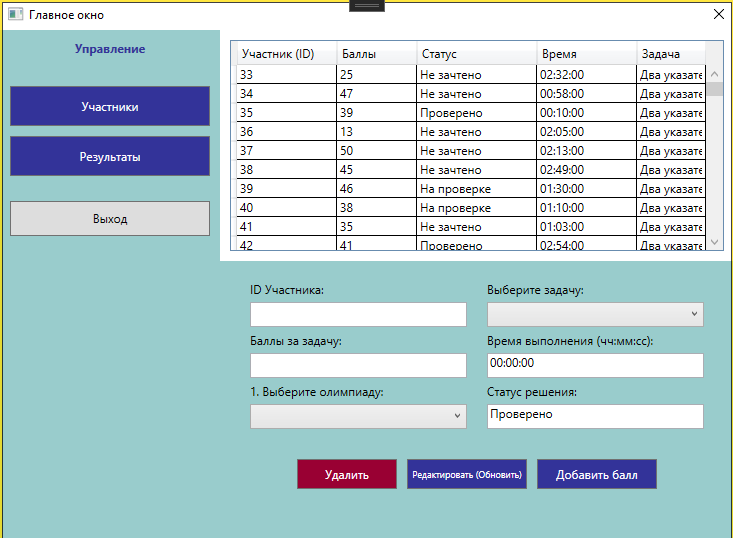 Главное окно
Управление
Участники
Результаты
Выход
Участник (ID) Баллы Статус Время Задача
33 25 Не зачтено 02:32:00 Два указате
34 47 Не зачтено 00:58:00 Два указате
35 39 Проверено 00:10:00 Два указате
36 13 Не зачтено 02:05:00 Два указате
37 50 Не зачтено 02:13:00 Два указате
38 45 Не зачтено 02:49:00 Два указате
39 46 На проверке 01:30:00 Два указате
40 38 На проверке 01:10:00 Два указате
41 35 Не зачтено 01:03:00 Два указате
42 41 Проверено 02:54:00 Два указате
ID Участника: Выберите задачу:
Баллы за задачу: Время выполнения (чч:мм:сс):
00:00:00
1. Выберите олимпиаду: Статус решения:
Проверено
Удалить Редактировать (Обновить) Добавить балл